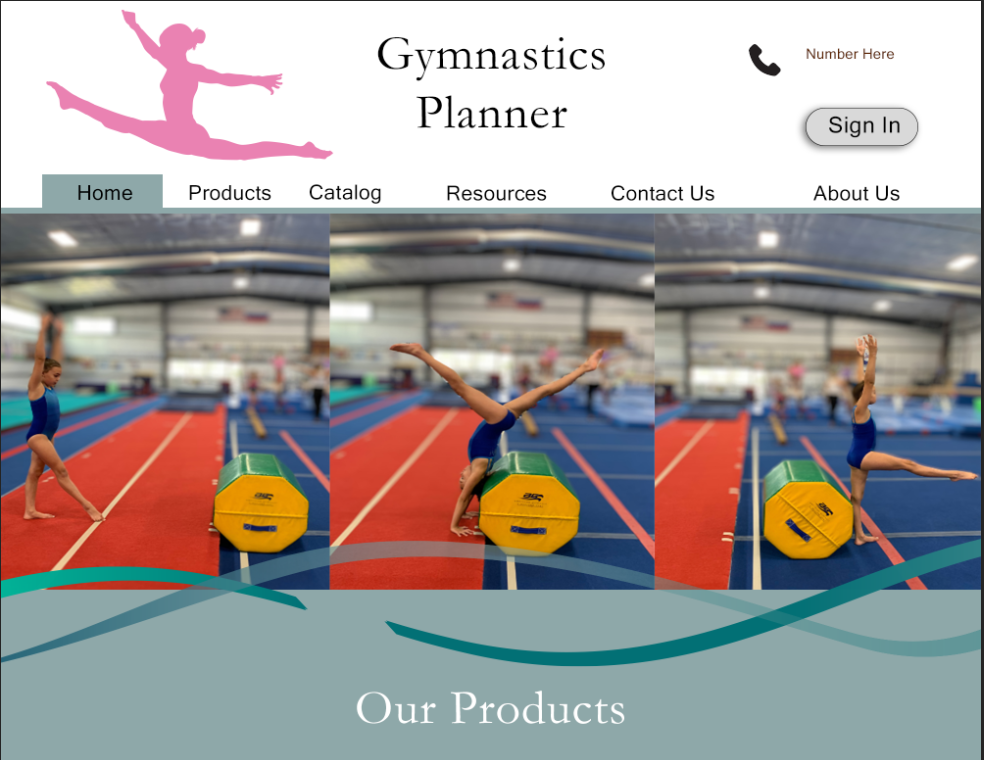 Gymnastics
Planner
Number Here
Sign In
Home
Products
Catalog
Resources
Contact Us
About Us
Our Products